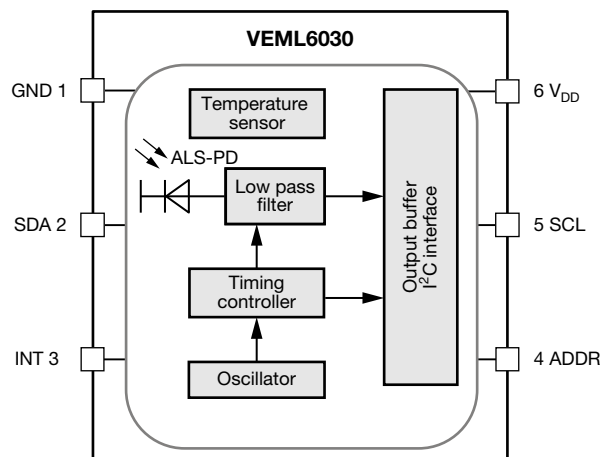 VEML6030
GND 1
6 VDD
Temperature
sensor
ALS-PD
Low pass
filter
SDA 2
5 SCL
Output buffer
I²C interface
Timing
controller
INT 3
4 ADDR
Oscillator